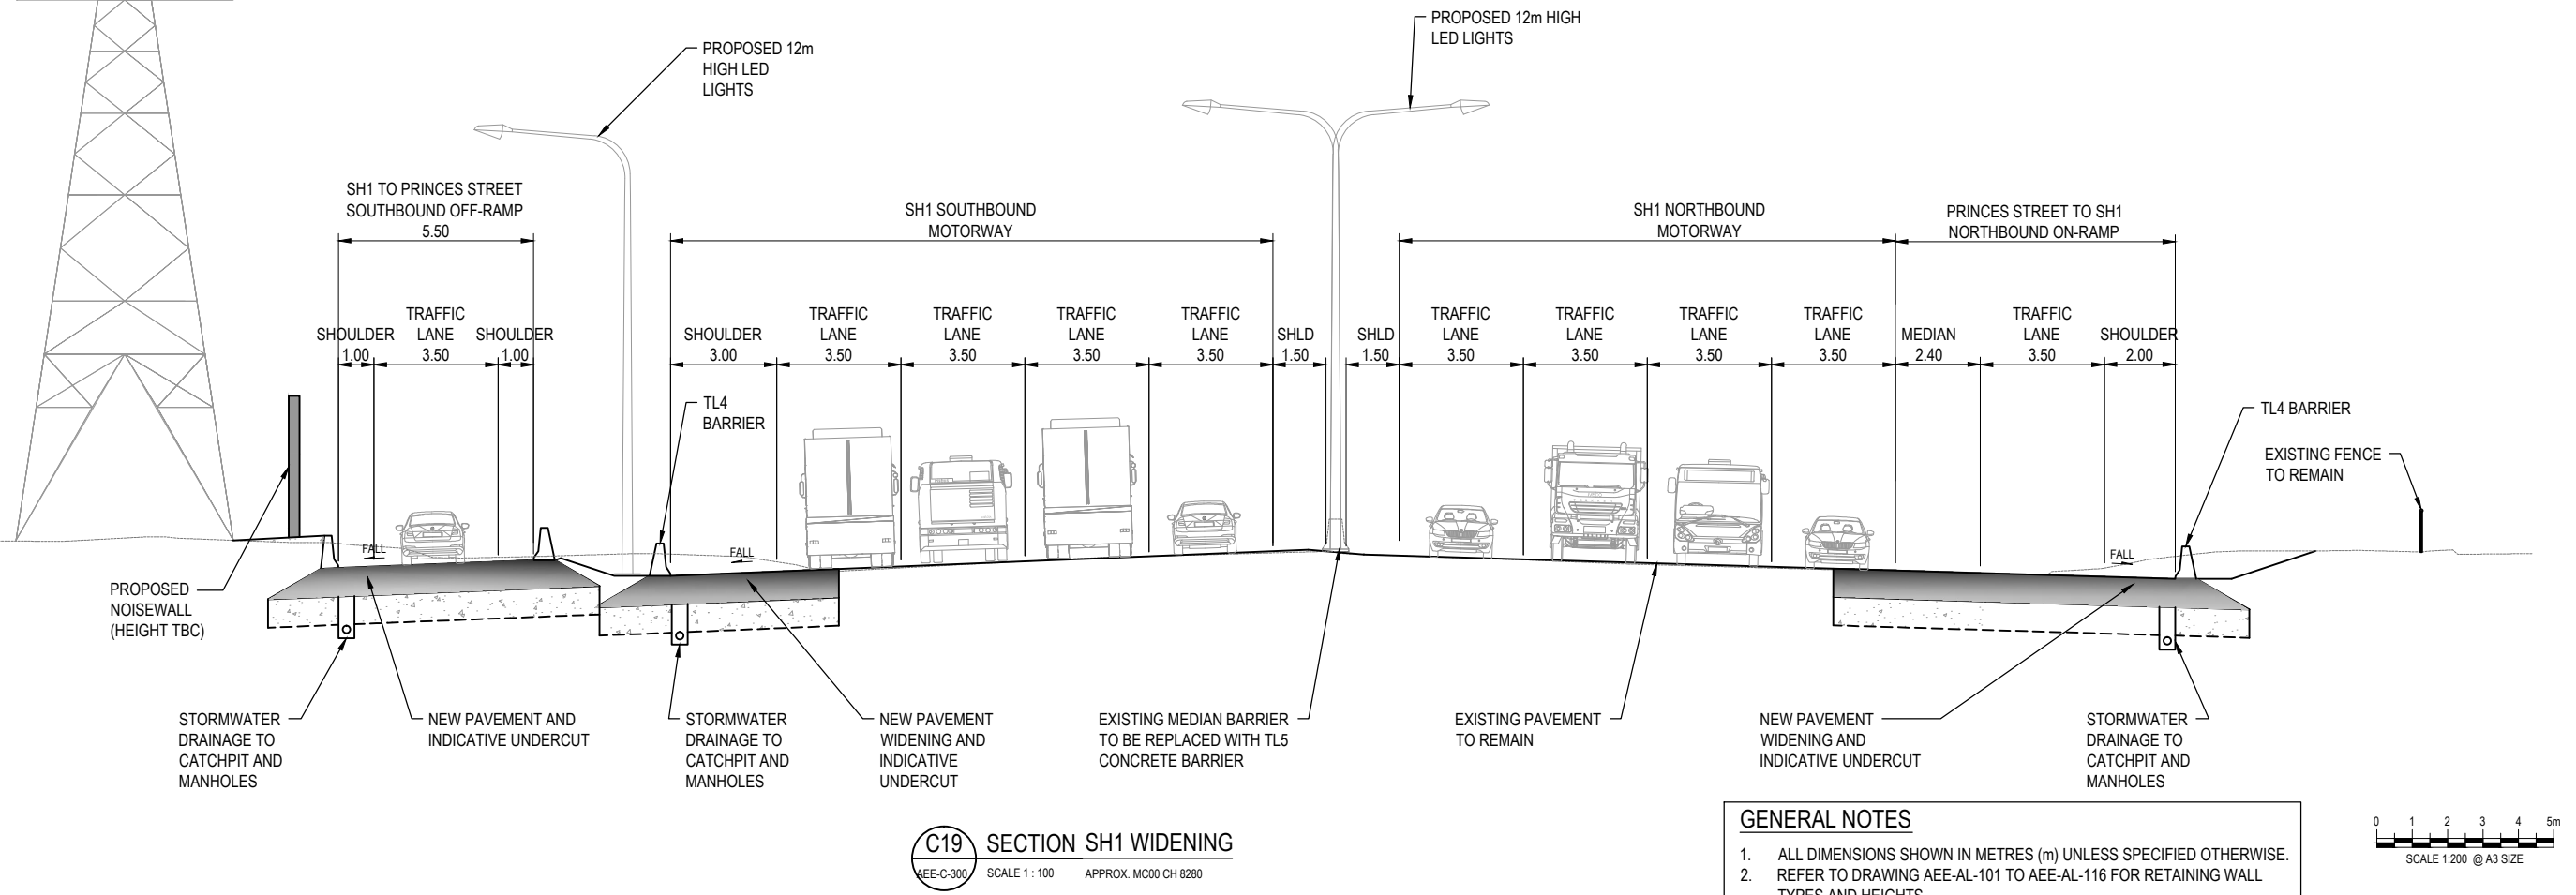 PROPOSED 12m
HIGH LED
LIGHTS
PROPOSED 12m HIGH
LED LIGHTS
SH1 TO PRINCES STREET
SOUTHBOUND OFF-RAMP
5.50
SH1 SOUTHBOUND
MOTORWAY
SH1 NORTHBOUND
MOTORWAY
PRINCES STREET TO SH1
NORTHBOUND ON-RAMP
SHOULDER
1.00
TRAFFIC
LANE
3.50
SHOULDER
1.00
SHOULDER
3.00
TRAFFIC
LANE
3.50
TRAFFIC
LANE
3.50
TRAFFIC
LANE
3.50
TRAFFIC
LANE
3.50
SHLD
1.50
SHLD
1.50
TRAFFIC
LANE
3.50
TRAFFIC
LANE
3.50
TRAFFIC
LANE
3.50
TRAFFIC
LANE
3.50
MEDIAN
2.40
TRAFFIC
LANE
3.50
SHOULDER
2.00
TL4
BARRIER
TL4 BARRIER
EXISTING FENCE
TO REMAIN
FALL
FALL
FALL
PROPOSED
NOISEWALL
(HEIGHT TBC)
STORMWATER
DRAINAGE TO
CATCHPIT AND
MANHOLES
NEW PAVEMENT AND
INDICATIVE UNDERCUT
STORMWATER
DRAINAGE TO
CATCHPIT AND
MANHOLES
NEW PAVEMENT
WIDENING AND
INDICATIVE
UNDERCUT
EXISTING MEDIAN BARRIER
TO BE REPLACED WITH TL5
CONCRETE BARRIER
EXISTING PAVEMENT
TO REMAIN
NEW PAVEMENT
WIDENING AND
INDICATIVE UNDERCUT
STORMWATER
DRAINAGE TO
CATCHPIT AND
MANHOLES
C19
AEE-C-300
SECTION SH1 WIDENING
SCALE 1 : 100 APPROX. MC00 CH 8280
GENERAL NOTES
1. ALL DIMENSIONS SHOWN IN METRES (m) UNLESS SPECIFIED OTHERWISE.
2. REFER TO DRAWING AEE-AL-101 TO AEE-AL-116 FOR RETAINING WALL
TYPES AND HEIGHTS
0 1 2 3 4 5m
SCALE 1:200 @ A3 SIZE